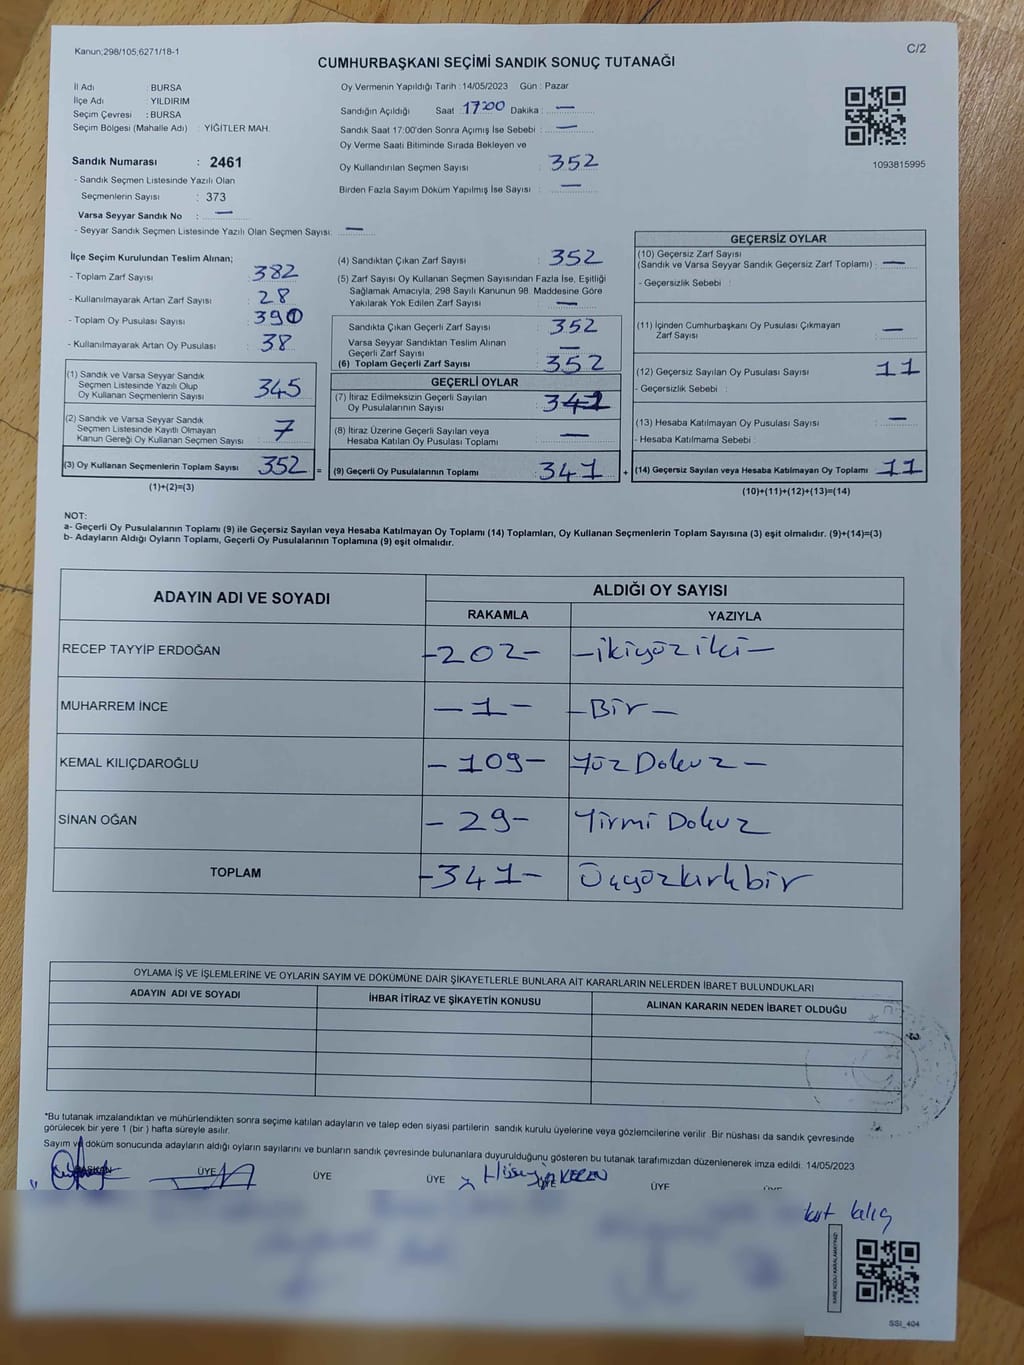 Kanun;298/105,6271/18-1
C/2
CUMHURBAŞKANI SEÇİMİ SANDIK SONUÇ TUTANAĞI
İl Adı : BURSA
İlçe Adı : YILDIRIM
Seçim Çevresi : BURSA
Seçim Bölgesi (Mahalle Adı) : YİĞİTLER MAH.
Sandık Numarası : 2461
- Sandık Seçmen Listesinde Yazılı Olan
Seçmenlerin Sayısı : 373
Varsa Seyyar Sandık No : —
- Seyyar Sandık Seçmen Listesinde Yazılı Olan Seçmen Sayısı: —
Oy Vermenin Yapıldığı Tarih : 14/05/2023 Gün : Pazar
Sandığın Açıldığı Saat : 17:00 Dakika : —
Sandık Saat 17:00'den Sonra Açımış İse Sebebi : —
Oy Verme Saati Bitiminde Sırada Bekleyen ve
Oy Kullandırılan Seçmen Sayısı : 352
Birden Fazla Sayım Döküm Yapılmış İse Sayısı : —
1093815995
İlçe Seçim Kurulundan Teslim Alınan;
- Toplam Zarf Sayısı : 382
- Kullanılmayarak Artan Zarf Sayısı : 28
- Toplam Oy Pusulası Sayısı : 390
- Kullanılmayarak Artan Oy Pusulası : 38
(1) Sandık ve Varsa Seyyar Sandık
Seçmen Listesinde Yazılı Olup
Oy Kullanan Seçmenlerin Sayısı : 345
(2) Sandık ve Varsa Seyyar Sandık
Seçmen Listesinde Kayıtlı Olmayan
Kanun Gereği Oy Kullanan Seçmen Sayısı : 7
(3) Oy Kullanan Seçmenlerin Toplam Sayısı : 352 =
(1)+(2)=(3)
(4) Sandıktan Çıkan Zarf Sayısı : 352
(5) Zarf Sayısı Oy Kullanan Seçmen Sayısından Fazla İse, Eşitliği
Sağlamak Amacıyla; 298 Sayılı Kanunun 98. Maddesine Göre
Yakılarak Yok Edilen Zarf Sayısı : —
Sandıkta Çıkan Geçerli Zarf Sayısı : 352
Varsa Seyyar Sandıktan Teslim Alınan
Geçerli Zarf Sayısı : —
(6) Toplam Geçerli Zarf Sayısı : 352
GEÇERLİ OYLAR
(7) İtiraz Edilmeksizin Geçerli Sayılan
Oy Pusulalarının Sayısı : 341
(8) İtiraz Üzerine Geçerli Sayılan veya
Hesaba Katılan Oy Pusulası Toplamı : —
(9) Geçerli Oy Pusulalarının Toplamı : 341 +
GEÇERSİZ OYLAR
(10) Geçersiz Zarf Sayısı
(Sandık ve Varsa Seyyar Sandık Geçersiz Zarf Toplamı) : —
- Geçersizlik Sebebi :
(11) İçinden Cumhurbaşkanı Oy Pusulası Çıkmayan
Zarf Sayısı : —
(12) Geçersiz Sayılan Oy Pusulası Sayısı : 11
- Geçersizlik Sebebi :
(13) Hesaba Katılmayan Oy Pusulası Sayısı : —
- Hesaba Katılmama Sebebi :
(14) Geçersiz Sayılan veya Hesaba Katılmayan Oy Toplamı : 11
(10)+(11)+(12)+(13)=(14)
NOT:
a- Geçerli Oy Pusulalarının Toplamı (9) ile Geçersiz Sayılan veya Hesaba Katılmayan Oy Toplamı (14) Toplamları, Oy Kullanan Seçmenlerin Toplam Sayısına (3) eşit olmalıdır. (9)+(14)=(3)
b- Adayların Aldığı Oyların Toplamı, Geçerli Oy Pusulalarının Toplamına (9) eşit olmalıdır.
ADAYIN ADI VE SOYADI
ALDIĞI OY SAYISI
RAKAMLA YAZIYLA
RECEP TAYYİP ERDOĞAN -202- -ikiyüziki-
MUHARREM İNCE -1- -Bir-
KEMAL KILIÇDAROĞLU -109- YüzDokuz-
SİNAN OĞAN -29- YirmiDokuz
TOPLAM -341- Üçyüzkırkbir
OYLAMA İŞ VE İŞLEMLERİNE VE OYLARIN SAYIM VE DÖKÜMÜNE DAİR ŞİKAYETLERLE BUNLARA AİT KARARLARIN NELERDEN İBARET BULUNDUKLARI
ADAYIN ADI VE SOYADI İHBAR İTİRAZ VE ŞİKAYETİN KONUSU ALINAN KARARIN NEDEN İBARET OLDUĞU
*Bu tutanak imzalandıktan ve mühürlendikten sonra seçime katılan adayların ve talep eden siyasi partilerin sandık kurulu üyelerine veya gözlemcilerine verilir. Bir nüshası da sandık çevresinde
görülecek bir yere 1 (bir ) hafta süreyle asılır.
Sayım ve döküm sonucunda adayların aldığı oyların sayılarını ve bunların sandık çevresinde bulunanlara duyurulduğunu gösteren bu tutanak tarafımızdan düzenlenerek imza edildi. 14/05/2023
BAŞKAN ÜYE ÜYE ÜYE ÜYE ÜYE
SSİ_404